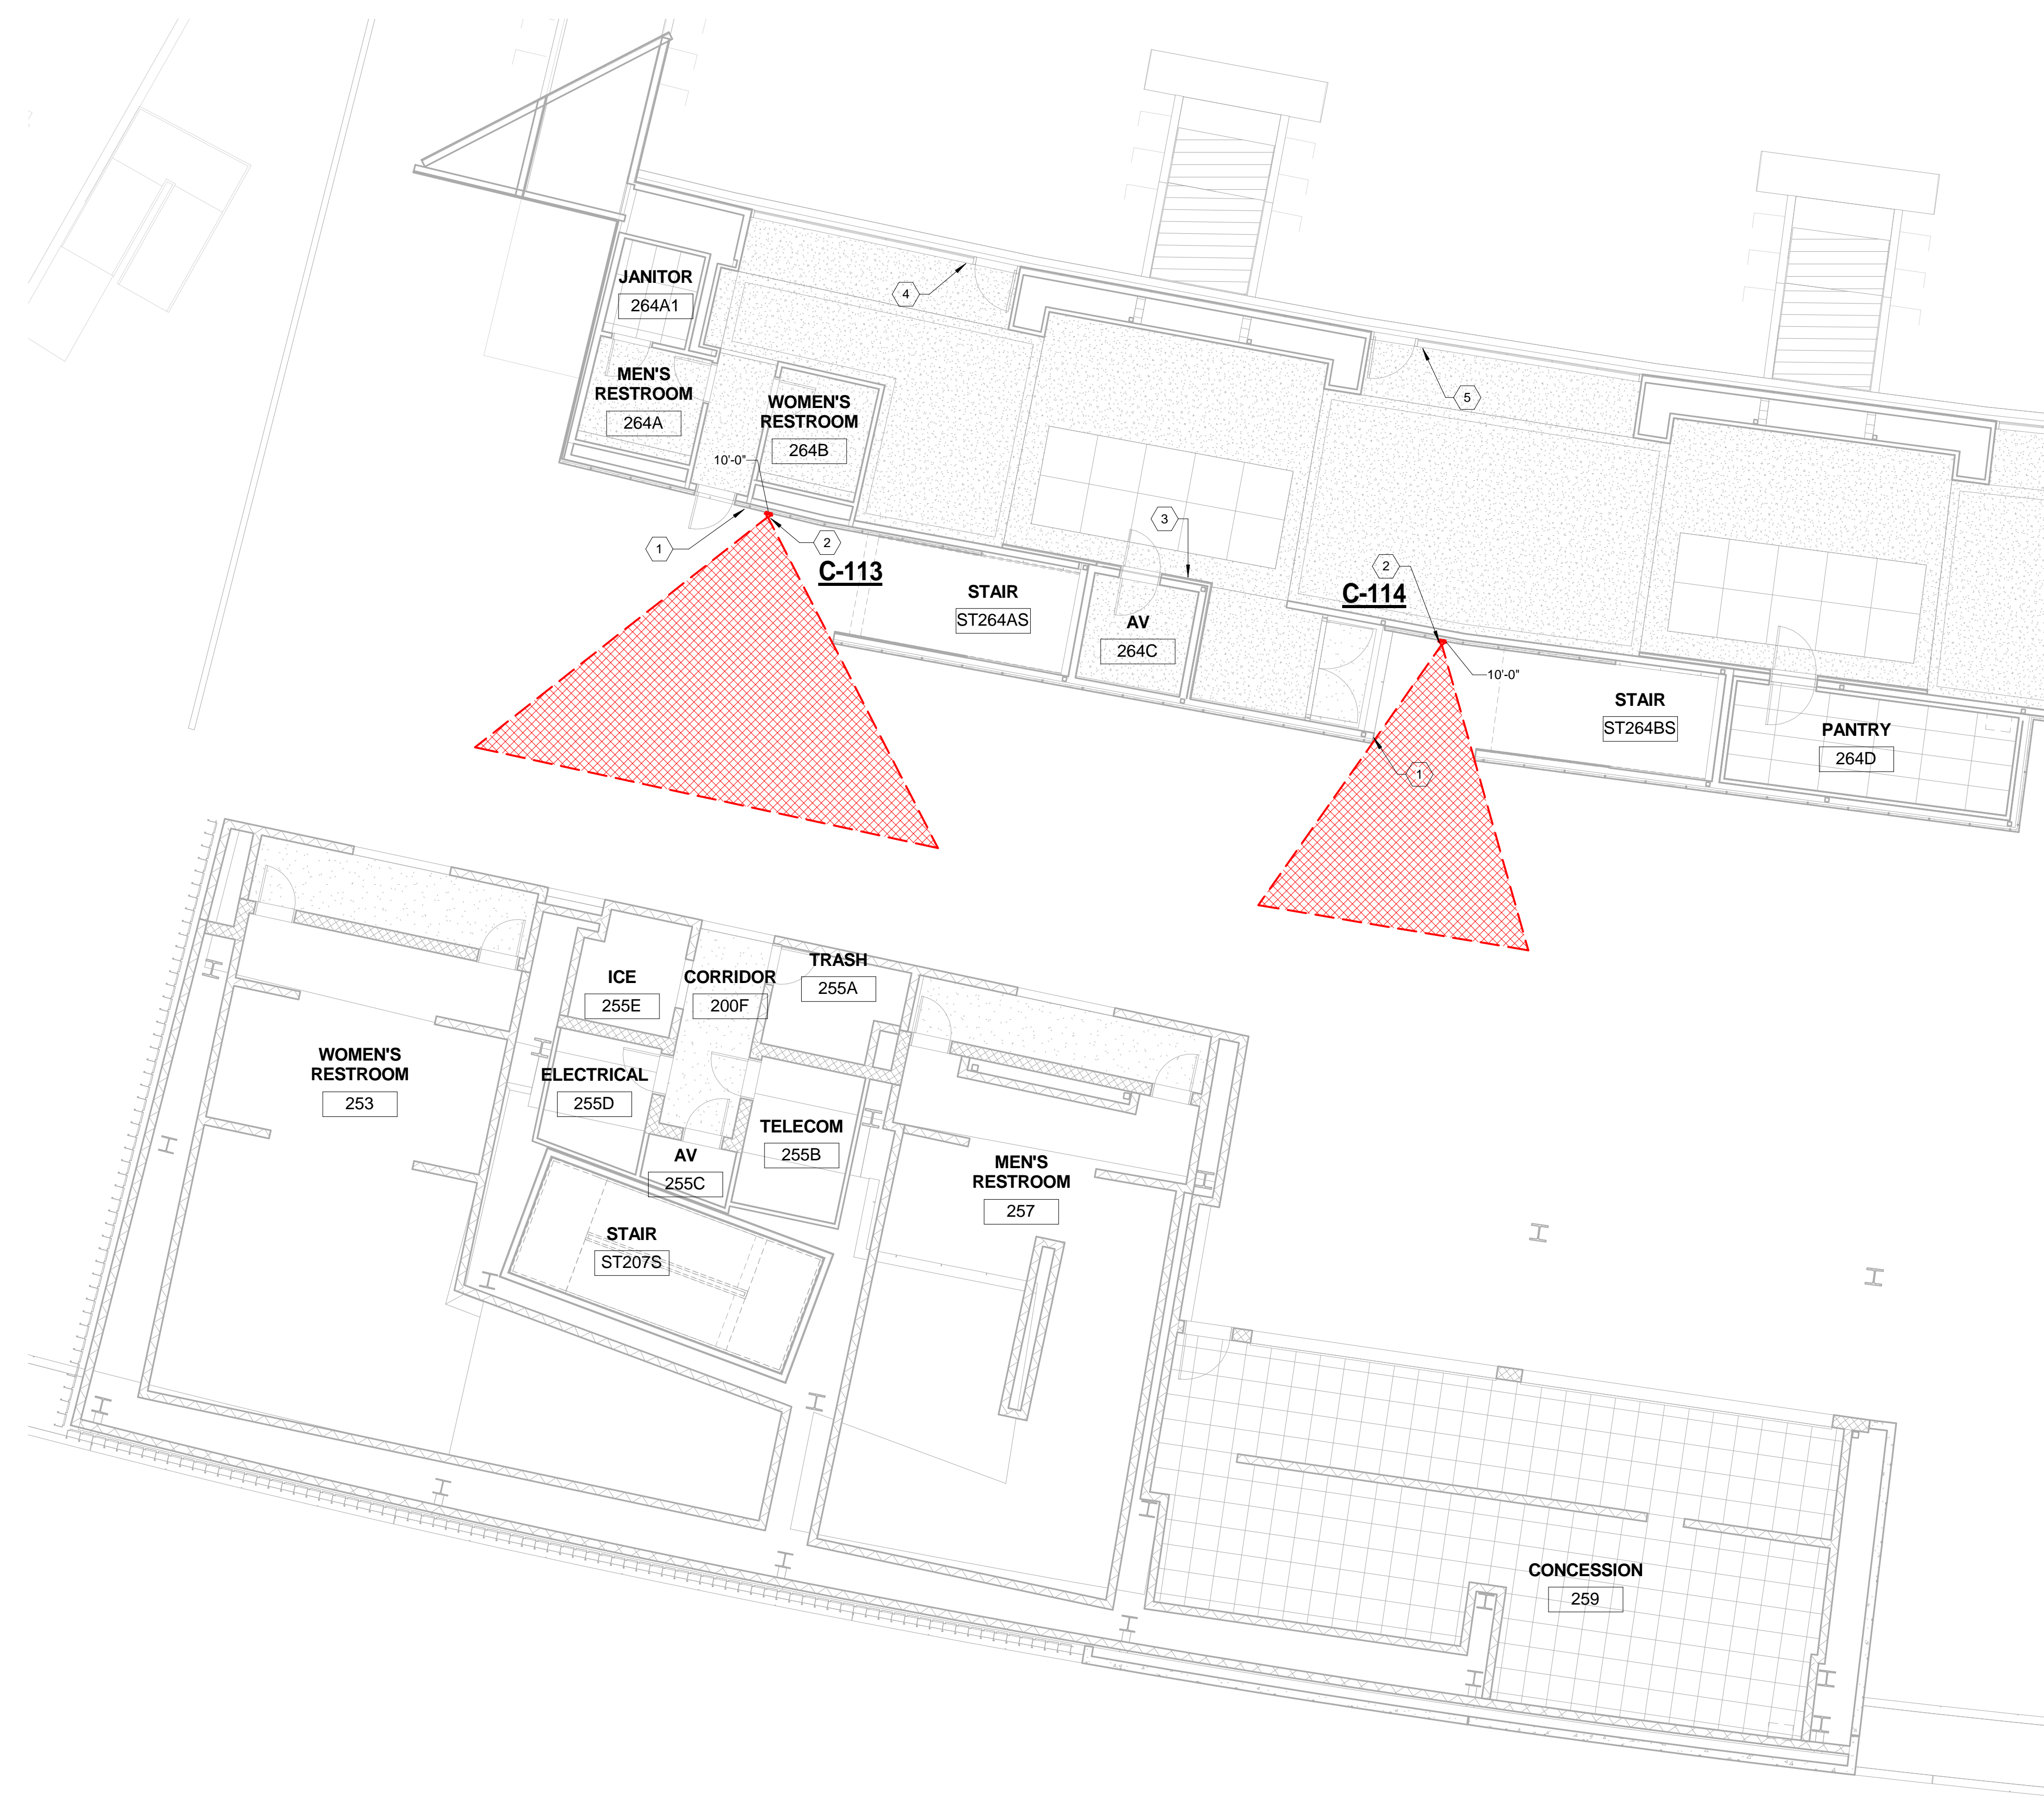 JANITOR
264A1
4
MEN'S
RESTROOM
264A
WOMEN'S
RESTROOM
264B
5
10'-0"
1
2
C-113
3
STAIR
ST264AS
AV
264C
2
C-114
10'-0"
1
STAIR
ST264BS
PANTRY
264D
ICE
255E
CORRIDOR
200F
TRASH
255A
WOMEN'S
RESTROOM
253
ELECTRICAL
255D
TELECOM
255B
AV
255C
MEN'S
RESTROOM
257
STAIR
ST207S
CONCESSION
259